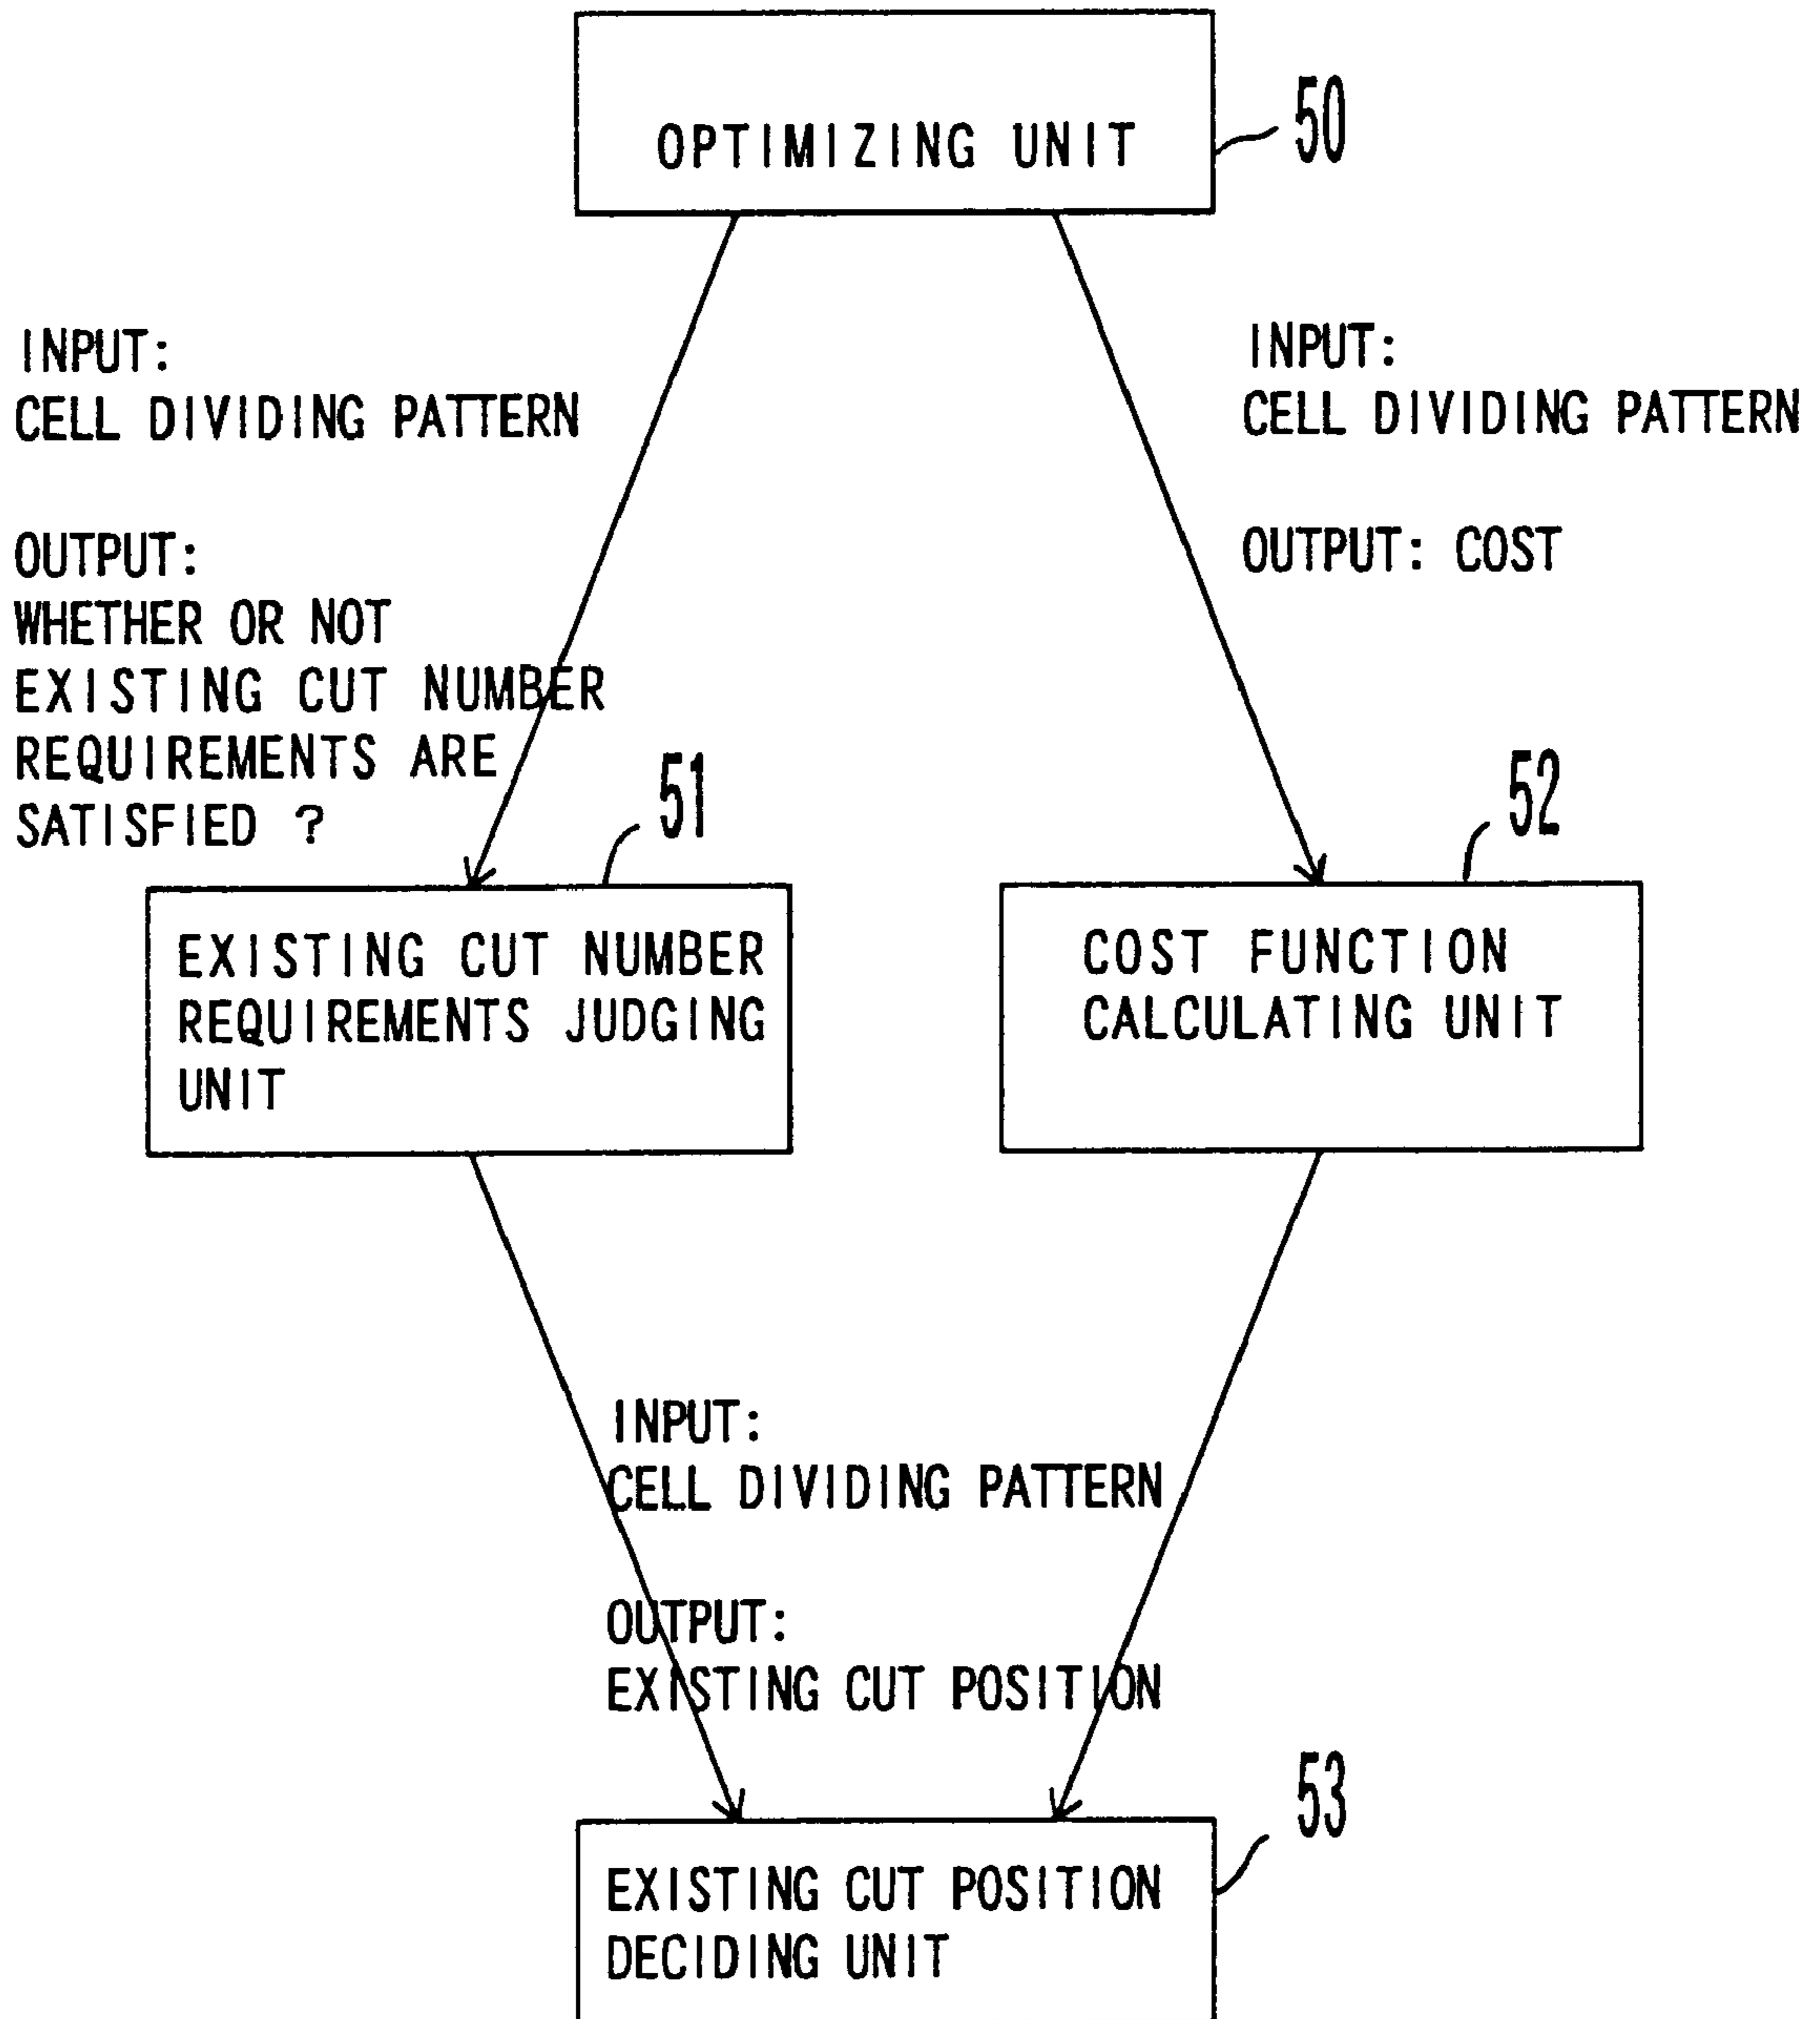 OPTIMIZING UNIT
50
INPUT:
CELL DIVIDING PATTERN
OUTPUT:
WHETHER OR NOT
EXISTING CUT NUMBER
REQUIREMENTS ARE
SATISFIED ?
INPUT:
CELL DIVIDING PATTERN
OUTPUT: COST
51
52
EXISTING CUT NUMBER
REQUIREMENTS JUDGING
UNIT
COST FUNCTION
CALCULATING UNIT
INPUT:
CELL DIVIDING PATTERN
OUTPUT:
EXISTING CUT POSITION
53
EXISTING CUT POSITION
DECIDING UNIT